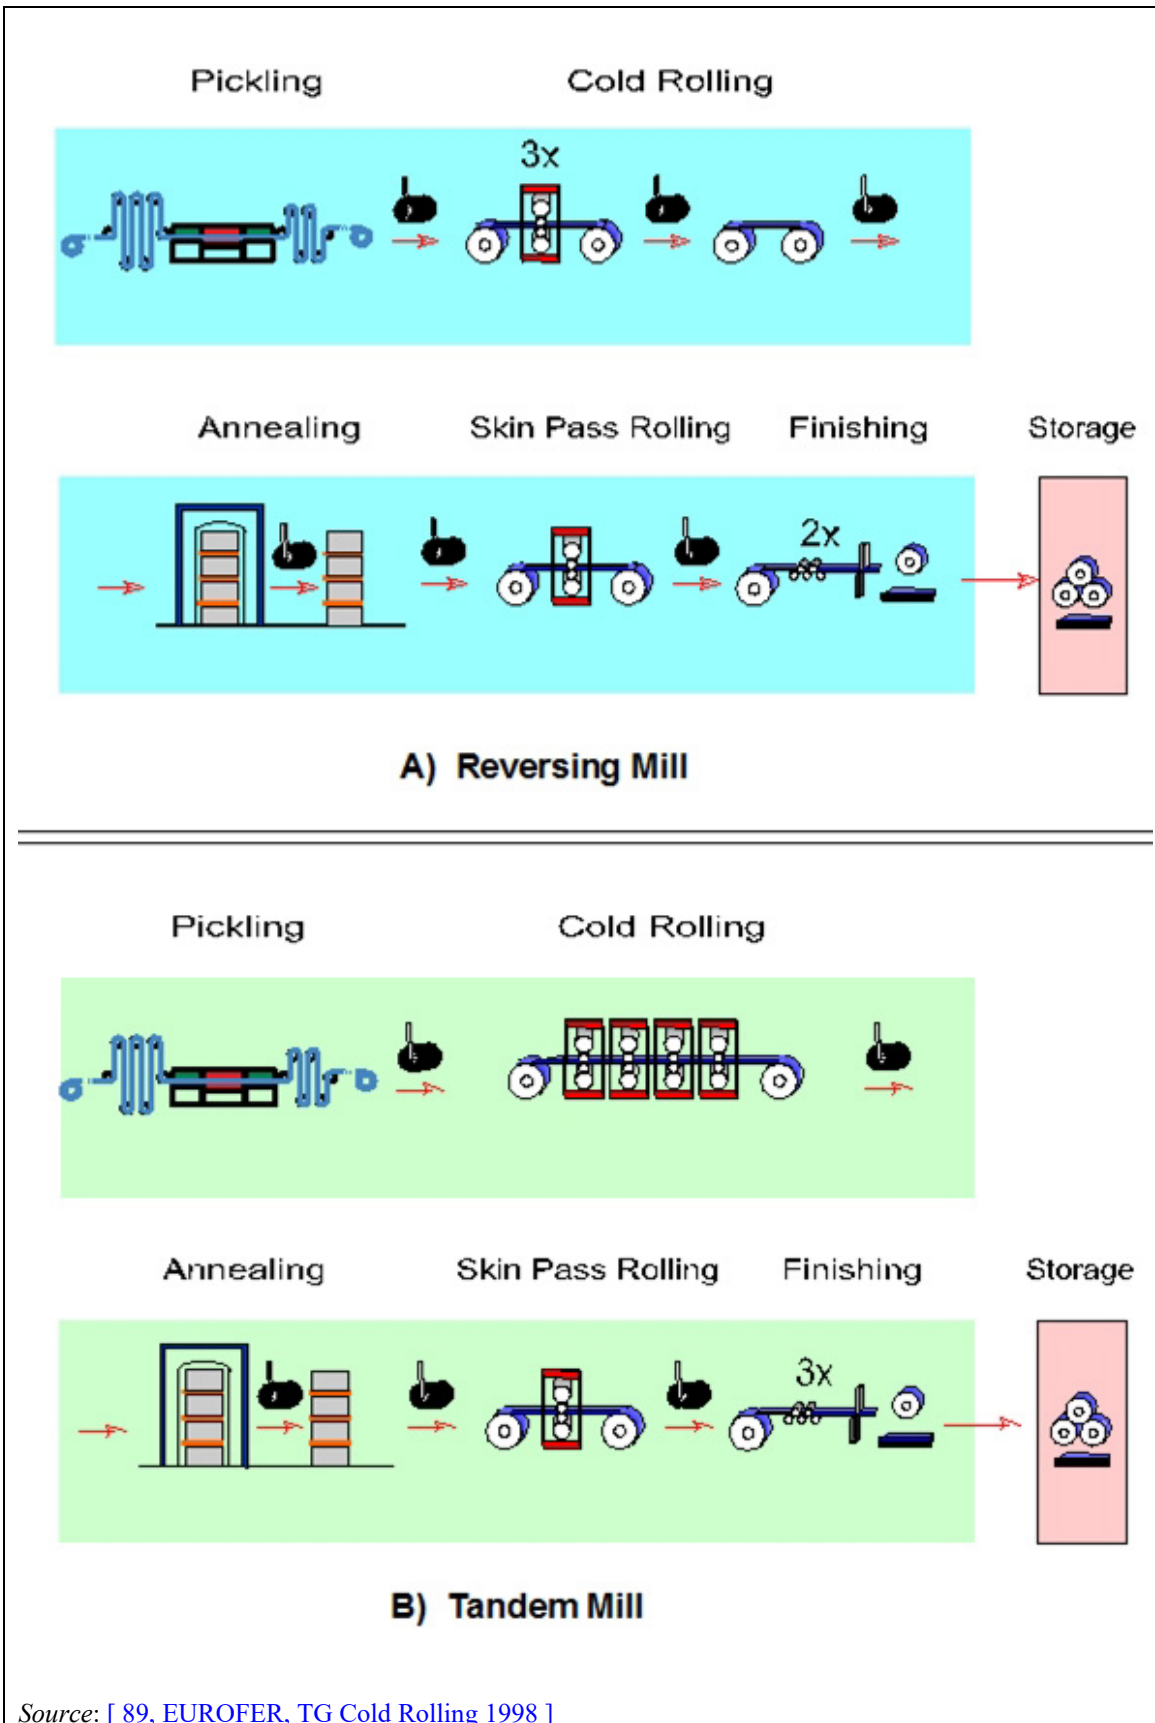 Pickling Cold Rolling
3x
Annealing Skin Pass Rolling Finishing Storage
2x
A) Reversing Mill
Pickling Cold Rolling
Annealing Skin Pass Rolling Finishing Storage
3x
B) Tandem Mill
Source: [ 89, EUROFER, TG Cold Rolling 1998 ]